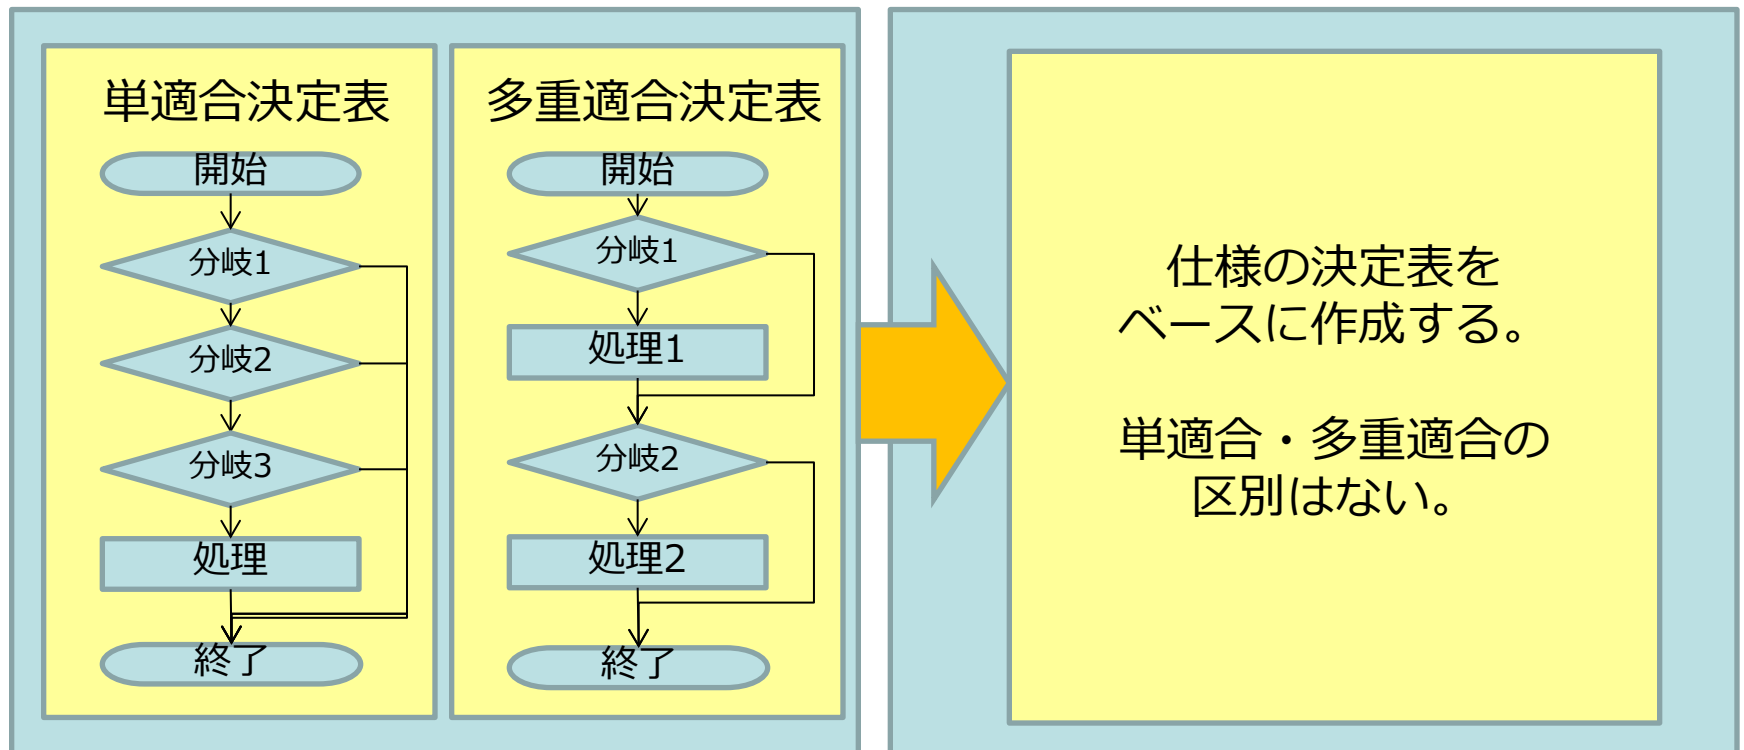 単適合決定表
開始
分岐1
分岐2
分岐3
処理
終了
多重適合決定表
開始
分岐1
処理1
分岐2
処理2
終了
仕様の決定表を
ベースに作成する。
単適合・多重適合の
区別はない。